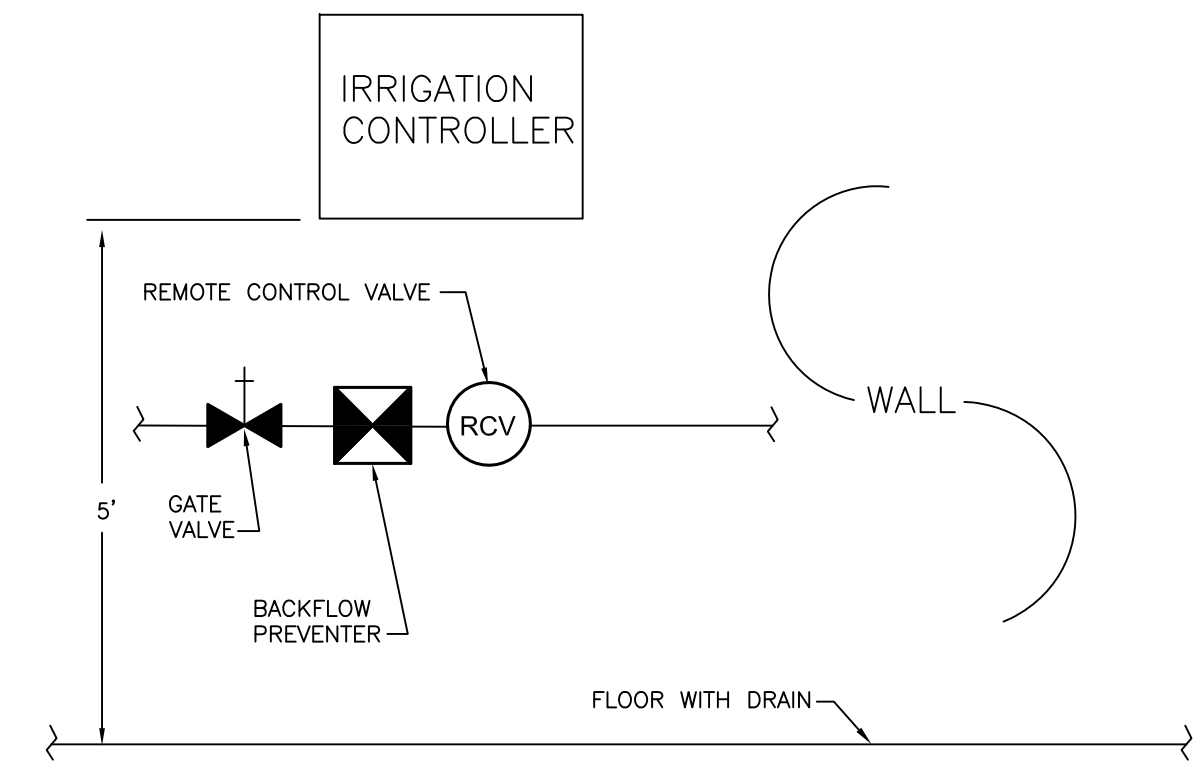 IRRIGATION
CONTROLLER
REMOTE CONTROL VALVE
WALL
RCV
5'
GATE
VALVE
BACKFLOW
PREVENTER
FLOOR WITH DRAIN